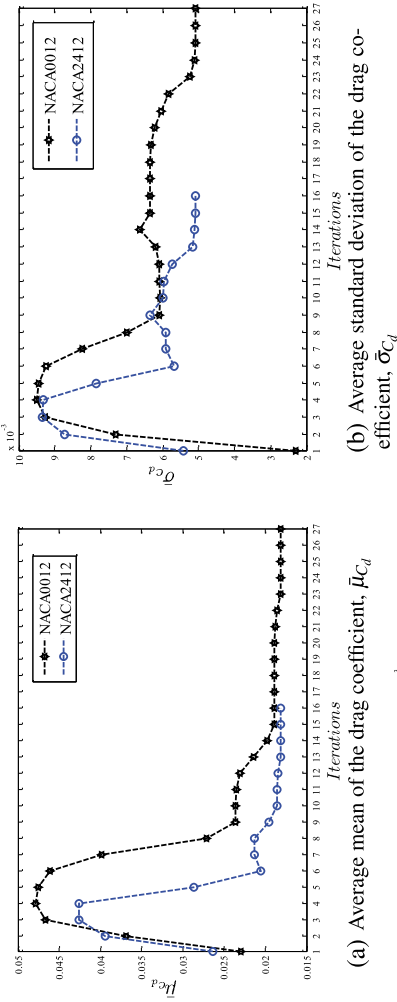 0.05
0.045
0.04
0.035
0.03
0.025
0.02
0.015
μ̄_{C_d}
NACA0012
NACA2412
1 2 3 4 5 6 7 8 9 10 11 12 13 14 15 16 17 18 19 20 21 22 23 24 25 26 27
Iterations
(a) Average mean of the drag coefficient, μ̄_{C_d}
x 10⁻³
10
9
8
7
6
5
4
3
2
σ̄_{C_d}
NACA0012
NACA2412
1 2 3 4 5 6 7 8 9 10 11 12 13 14 15 16 17 18 19 20 21 22 23 24 25 26 27
Iterations
(b) Average standard deviation of the drag co-
efficient, σ̄_{C_d}